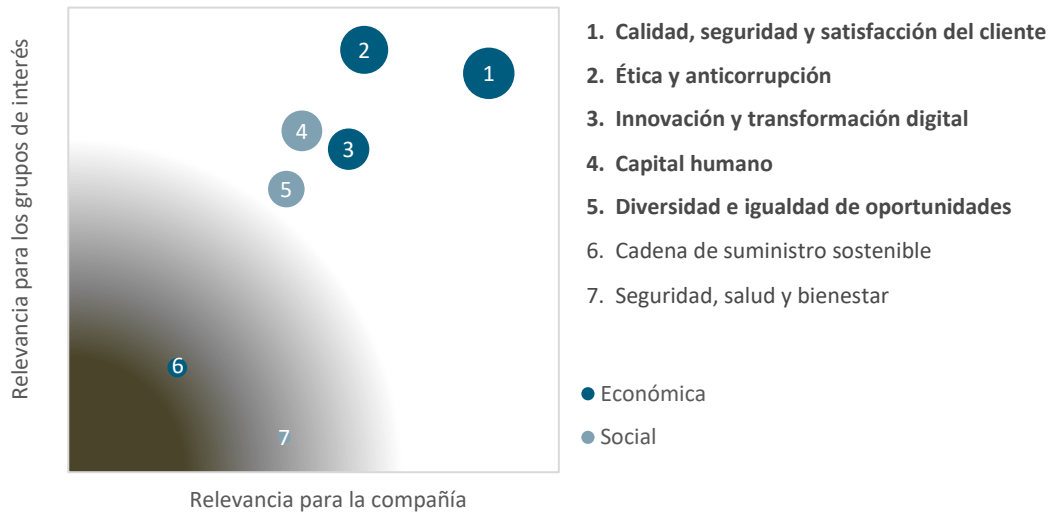 Relevancia para los grupos de interés
2
1
4
3
5
6
7
Relevancia para la compañía
1. Calidad, seguridad y satisfacción del cliente
2. Ética y anticorrupción
3. Innovación y transformación digital
4. Capital humano
5. Diversidad e igualdad de oportunidades
6. Cadena de suministro sostenible
7. Seguridad, salud y bienestar
Económica
Social